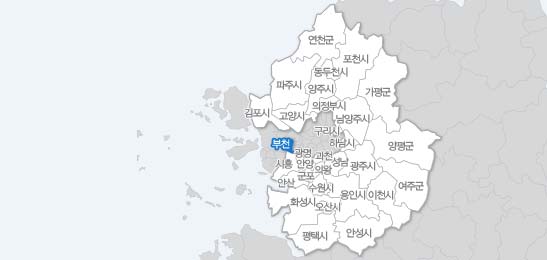 연천군
포천시
동두천시
파주시
양주시
가평군
의정부시
김포시
고양시
남양주시
구리시
하남시
부천
광명
과천
양평군
시흥
안양
의왕
성남
광주시
안산
군포
수원시
용인시
이천시
여주군
화성시
오산시
평택시
안성시